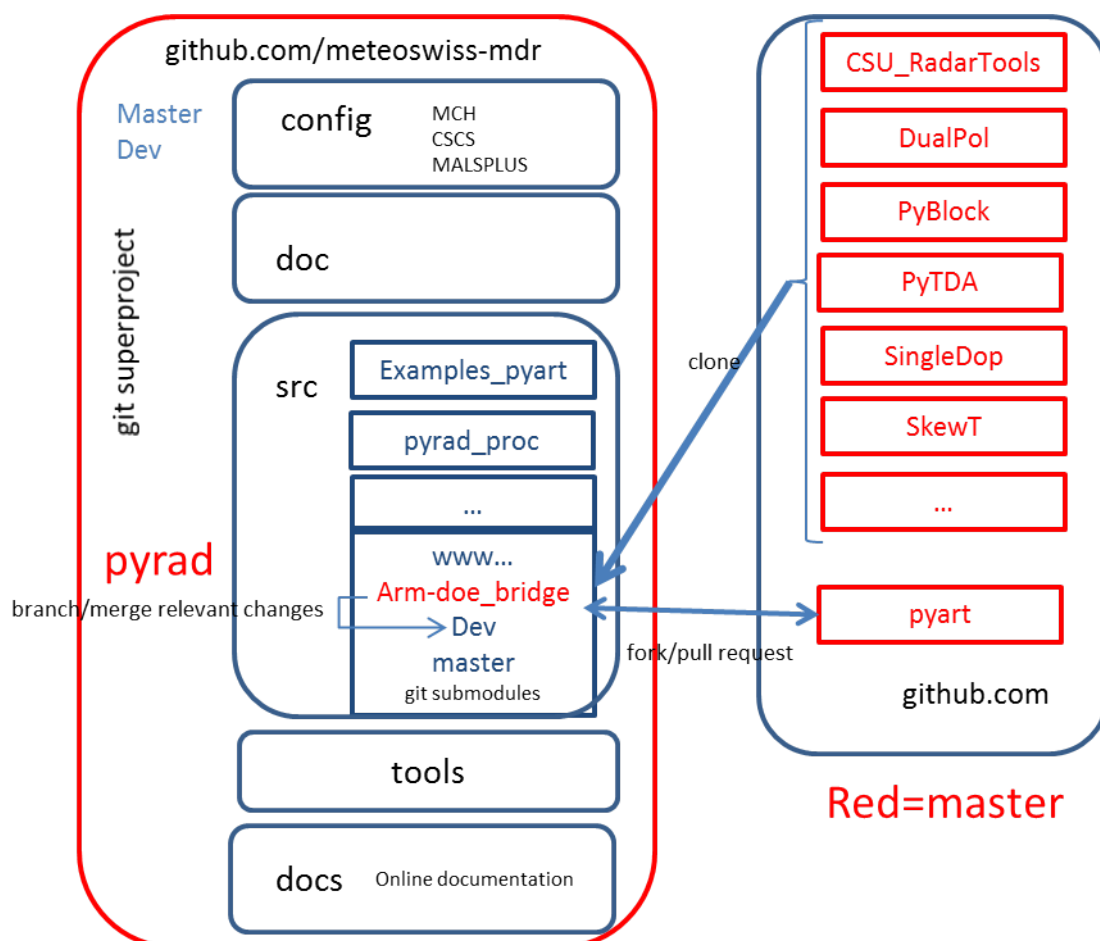 github.com/meteoswiss-mdr
Master
Dev
config
MCH
CSCS
MALSPLUS
git superproject
doc
src
Examples_pyart
pyrad_proc
...
www...
Arm-doe_bridge
Dev
master
git submodules
pyrad
branch/merge relevant changes
tools
docs
Online documentation
clone
fork/pull request
CSU_RadarTools
DualPol
PyBlock
PyTDA
SingleDop
SkewT
...
pyart
github.com
Red=master